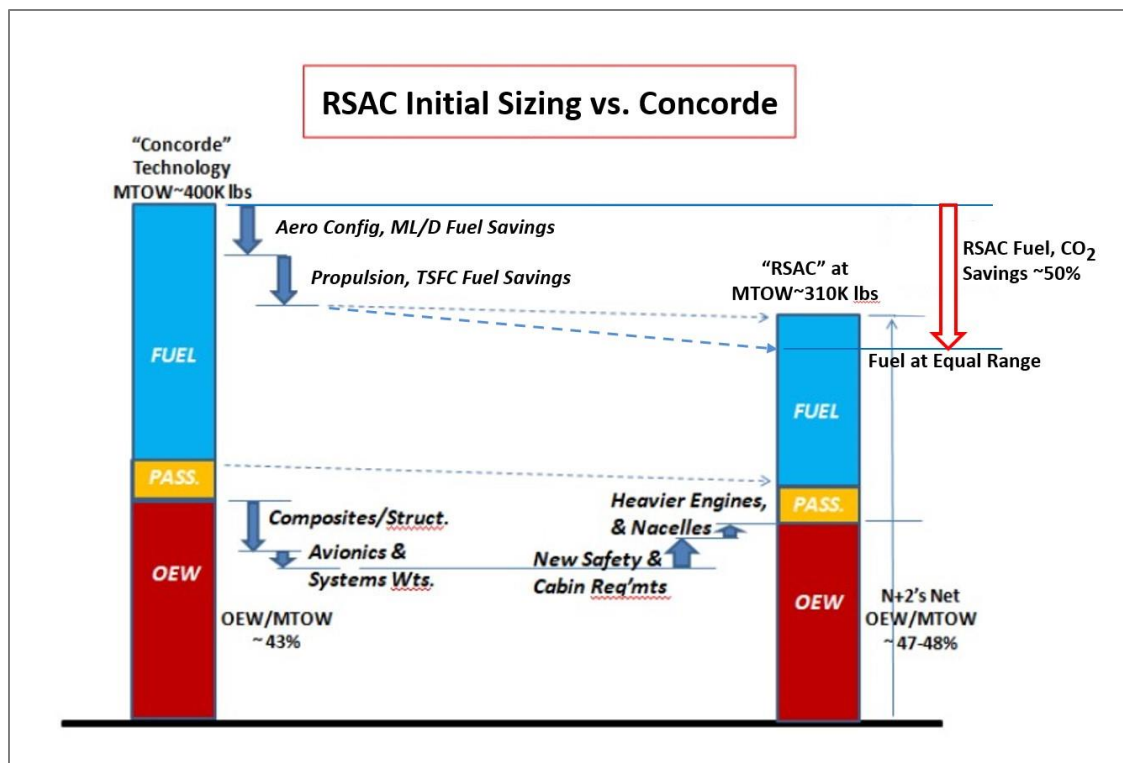 RSAC Initial Sizing vs. Concorde
“Concorde”
Technology
MTOW~400K lbs
Aero Config, ML/D Fuel Savings
Propulsion, TSFC Fuel Savings
“RSAC” at
MTOW~310K lbs
RSAC Fuel, CO2
Savings ~50%
Fuel at Equal Range
FUEL
FUEL
PASS.
PASS.
Composites/Struct.
Avionics &
Systems Wts.
Heavier Engines,
& Nacelles
New Safety &
Cabin Req’mts
OEW
OEW
OEW/MTOW
~ 43%
N+2’s Net
OEW/MTOW
~ 47-48%